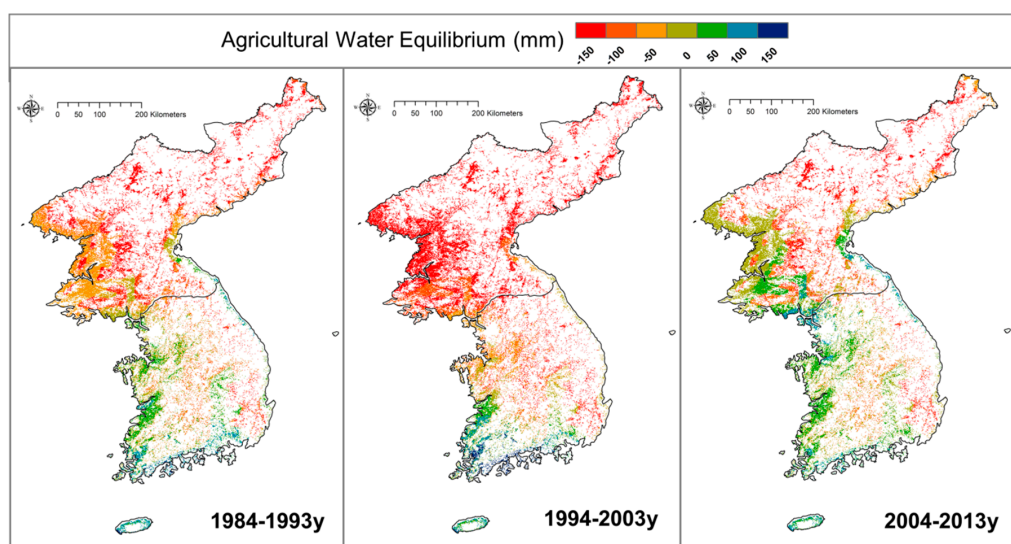 Agricultural Water Equilibrium (mm)
-150 -100 -50 0 50 100 150
N
W E
S
0 50 100 200 Kilometers
1984-1993y
N
W E
S
0 50 100 200 Kilometers
1994-2003y
N
W E
S
0 50 100 200 Kilometers
2004-2013y